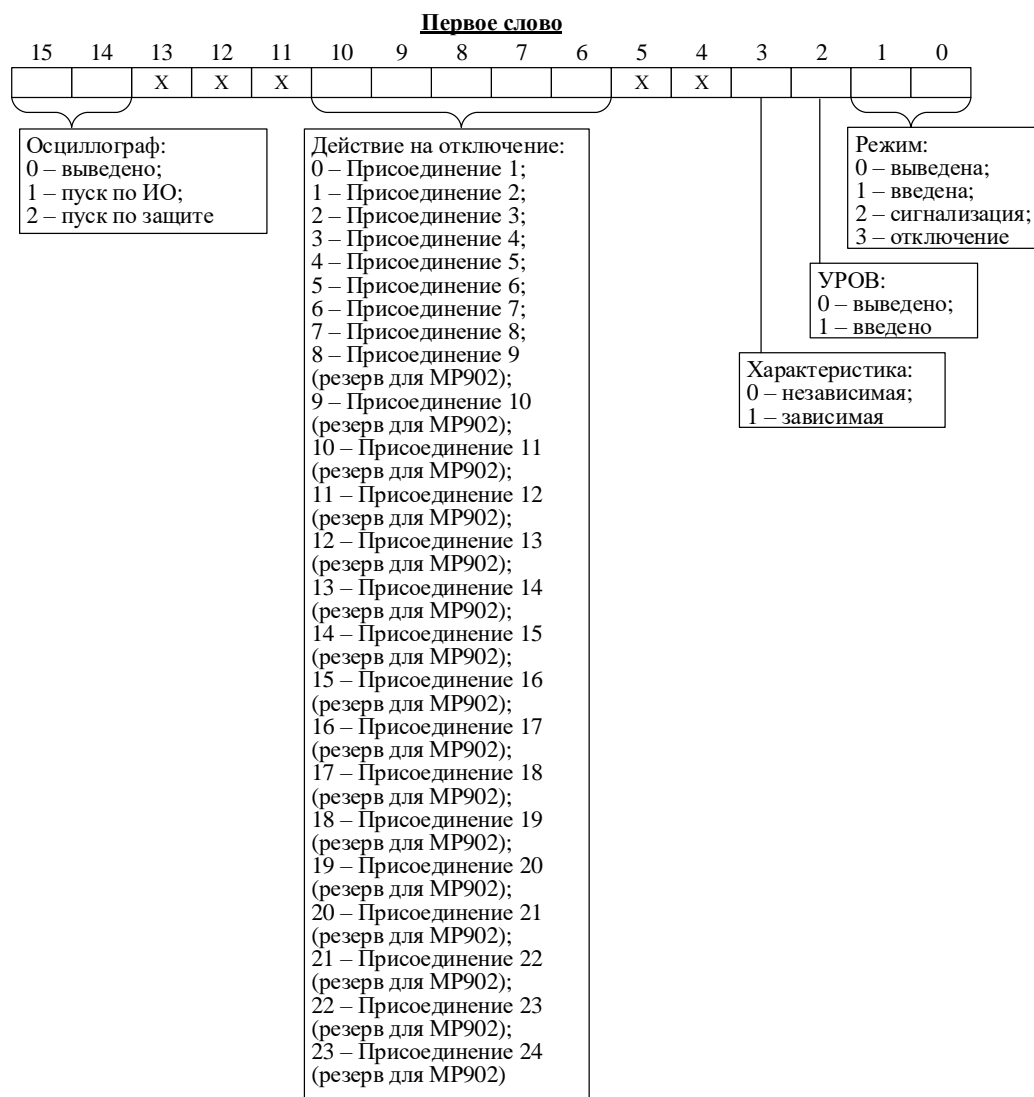 Первое слово
15 14 13 12 11 10 9 8 7 6 5 4 3 2 1 0
X X X X X
Осциллограф:
0 – выведено;
1 – пуск по ИО;
2 – пуск по защите
Действие на отключение:
0 – Присоединение 1;
1 – Присоединение 2;
2 – Присоединение 3;
3 – Присоединение 4;
4 – Присоединение 5;
5 – Присоединение 6;
6 – Присоединение 7;
7 – Присоединение 8;
8 – Присоединение 9
(резерв для МР902);
9 – Присоединение 10
(резерв для МР902);
10 – Присоединение 11
(резерв для МР902);
11 – Присоединение 12
(резерв для МР902);
12 – Присоединение 13
(резерв для МР902);
13 – Присоединение 14
(резерв для МР902);
14 – Присоединение 15
(резерв для МР902);
15 – Присоединение 16
(резерв для МР902);
16 – Присоединение 17
(резерв для МР902);
17 – Присоединение 18
(резерв для МР902);
18 – Присоединение 19
(резерв для МР902);
19 – Присоединение 20
(резерв для МР902);
20 – Присоединение 21
(резерв для МР902);
21 – Присоединение 22
(резерв для МР902);
22 – Присоединение 23
(резерв для МР902);
23 – Присоединение 24
(резерв для МР902)
Режим:
0 – выведена;
1 – введена;
2 – сигнализация;
3 – отключение
УРОВ:
0 – выведено;
1 – введено
Характеристика:
0 – независимая;
1 – зависимая